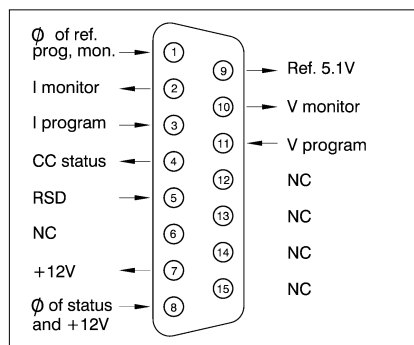 Ø of ref.
prog, mon.
1
9
Ref. 5.1V
I monitor
2
10
V monitor
I program
3
11
V program
CC status
4
12
NC
RSD
5
13
NC
NC
6
14
NC
+12V
7
15
NC
Ø of status
and +12V
8